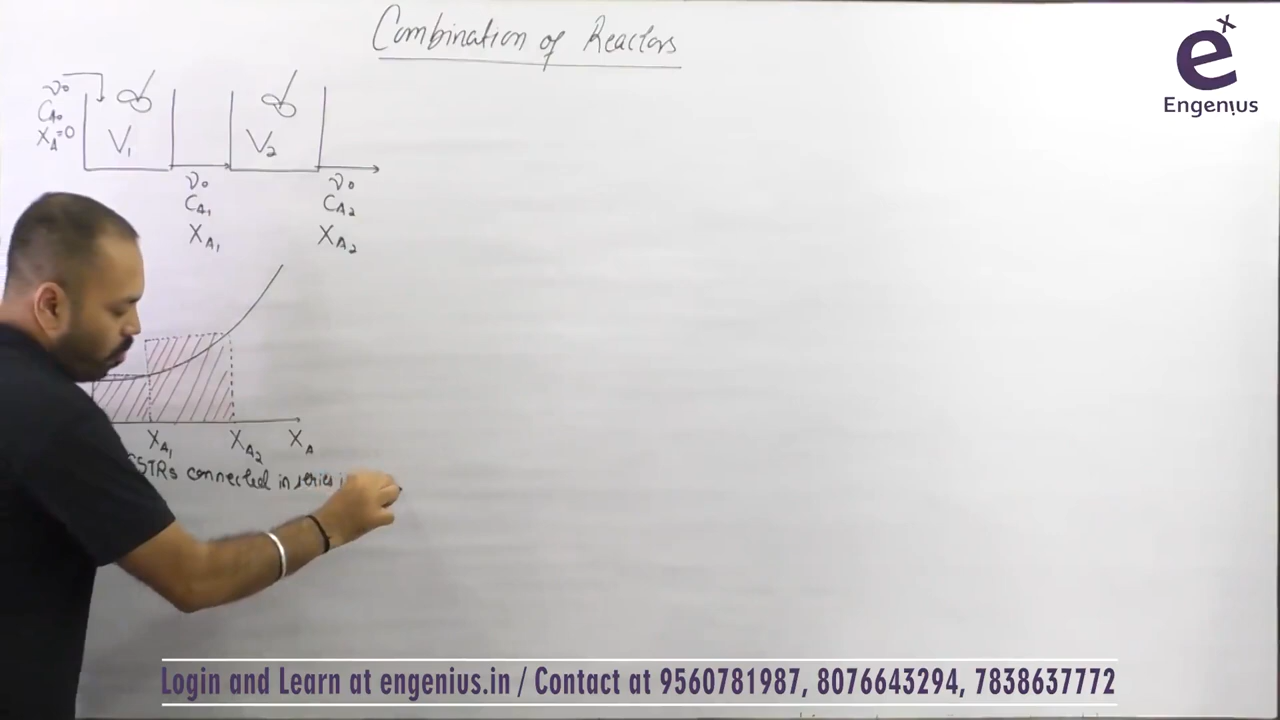 Combination of Reactors
ex
Engenius
ν₀
C_A₀
X_A=0
V₁
V₂
ν₀
C_A₁
X_A₁
ν₀
C_A₂
X_A₂
X_A₁ X_A₂ X_A
CSTRs connected in series
Login and Learn at engenius.in / Contact at 9560781987, 8076643294, 7838637772